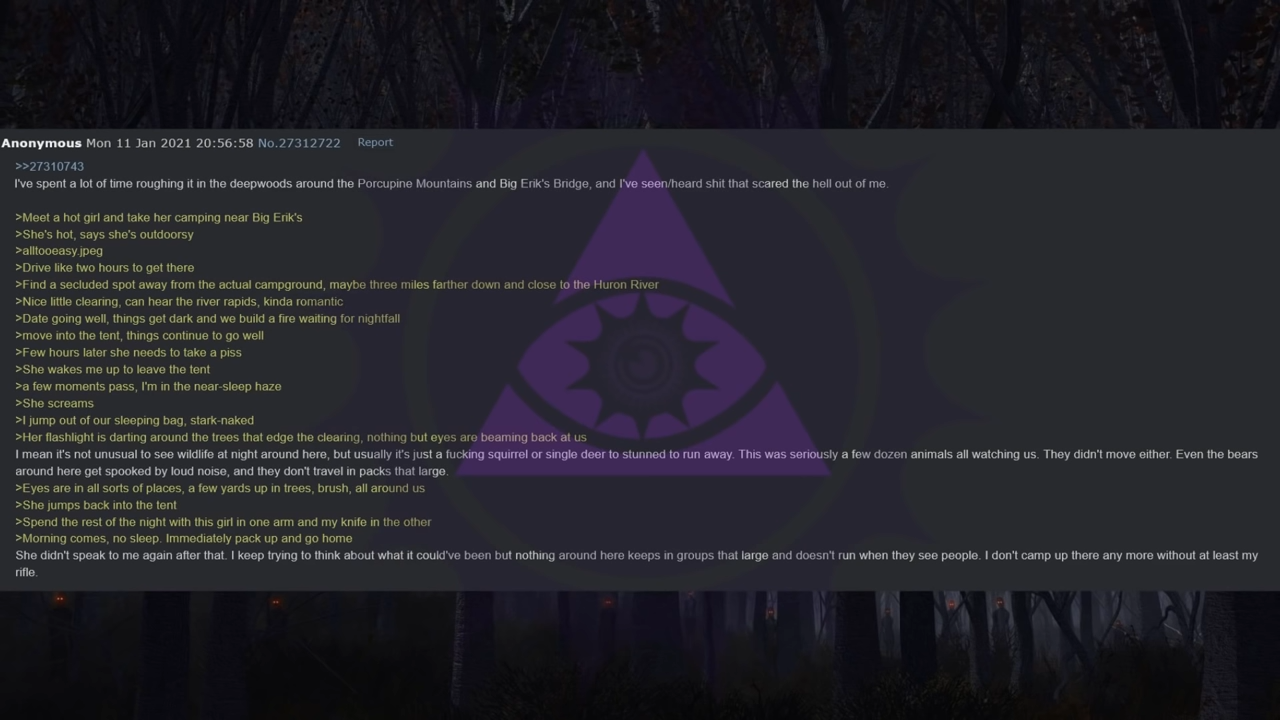 Anonymous Mon 11 Jan 2021 20:56:58 No.27312722 Report
>>27310743
I've spent a lot of time roughing it in the deepwoods around the Porcupine Mountains and Big Erik's Bridge, and I've seen/heard shit that scared the hell out of me.
>Meet a hot girl and take her camping near Big Erik's
>She's hot, says she's outdoorsy
>alltooeasy.jpeg
>Drive like two hours to get there
>Find a secluded spot away from the actual campground, maybe three miles farther down and close to the Huron River
>Nice little clearing, can hear the river rapids, kinda romantic
>Date going well, things get dark and we build a fire waiting for nightfall
>move into the tent, things continue to go well
>Few hours later she needs to take a piss
>She wakes me up to leave the tent
>a few moments pass, I'm in the near-sleep haze
>She screams
>I jump out of our sleeping bag, stark-naked
>Her flashlight is darting around the trees that edge the clearing, nothing but eyes are beaming back at us
I mean it's not unusual to see wildlife at night around here, but usually it's just a fucking squirrel or single deer to stunned to run away. This was seriously a few dozen animals all watching us. They didn't move either. Even the bears
around here get spooked by loud noise, and they don't travel in packs that large.
>Eyes are in all sorts of places, a few yards up in trees, brush, all around us
>She jumps back into the tent
>Spend the rest of the night with this girl in one arm and my knife in the other
>Morning comes, no sleep. Immediately pack up and go home
She didn't speak to me again after that. I keep trying to think about what it could've been but nothing around here keeps in groups that large and doesn't run when they see people. I don't camp up there any more without at least my
rifle.